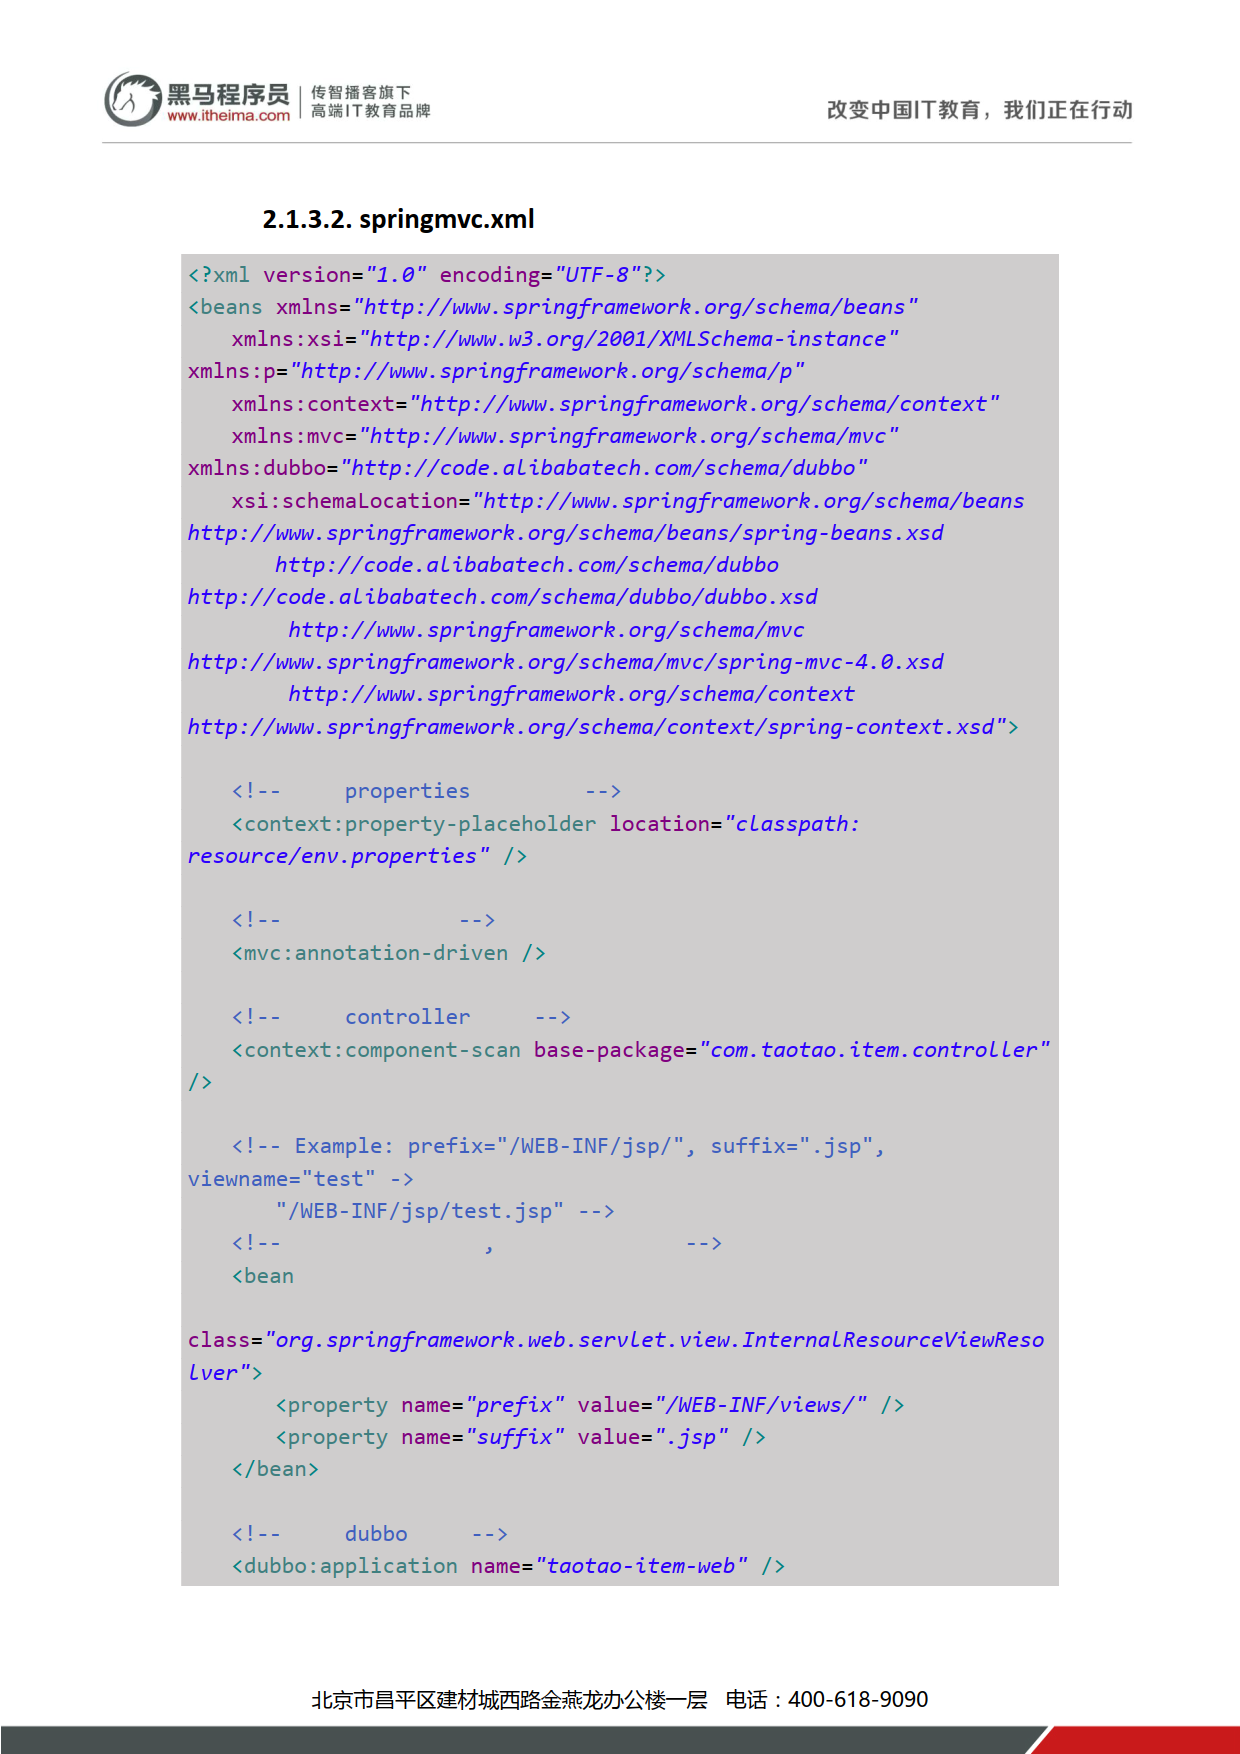 黑马程序员
www.itheima.com
传智播客旗下
高端IT教育品牌
改变中国IT教育，我们正在行动
2.1.3.2. springmvc.xml
<?xml version="1.0" encoding="UTF-8"?>
<beans xmlns="http://www.springframework.org/schema/beans"
xmlns:xsi="http://www.w3.org/2001/XMLSchema-instance"
xmlns:p="http://www.springframework.org/schema/p"
xmlns:context="http://www.springframework.org/schema/context"
xmlns:mvc="http://www.springframework.org/schema/mvc"
xmlns:dubbo="http://code.alibabatech.com/schema/dubbo"
xsi:schemaLocation="http://www.springframework.org/schema/beans
http://www.springframework.org/schema/beans/spring-beans.xsd
http://code.alibabatech.com/schema/dubbo
http://code.alibabatech.com/schema/dubbo/dubbo.xsd
http://www.springframework.org/schema/mvc
http://www.springframework.org/schema/mvc/spring-mvc-4.0.xsd
http://www.springframework.org/schema/context
http://www.springframework.org/schema/context/spring-context.xsd">
<!-- properties -->
<context:property-placeholder location="classpath:
resource/env.properties" />
<!-- -->
<mvc:annotation-driven />
<!-- controller -->
<context:component-scan base-package="com.taotao.item.controller"
/>
<!-- Example: prefix="/WEB-INF/jsp/", suffix=".jsp",
viewname="test" ->
"/WEB-INF/jsp/test.jsp" -->
<!-- , -->
<bean
class="org.springframework.web.servlet.view.InternalResourceViewReso
lver">
<property name="prefix" value="/WEB-INF/views/" />
<property name="suffix" value=".jsp" />
</bean>
<!-- dubbo -->
<dubbo:application name="taotao-item-web" />
北京市昌平区建材城西路金燕龙办公楼一层 电话：400-618-9090